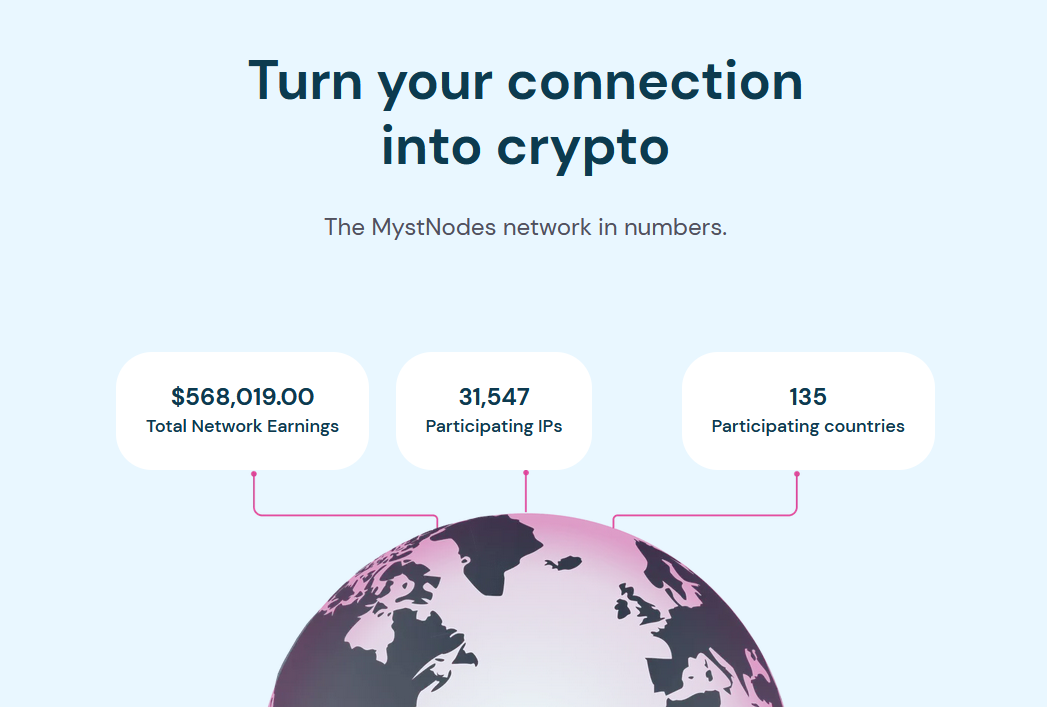 Turn your connection
into crypto
The MystNodes network in numbers.
$568,019.00
Total Network Earnings
31,547
Participating IPs
135
Participating countries